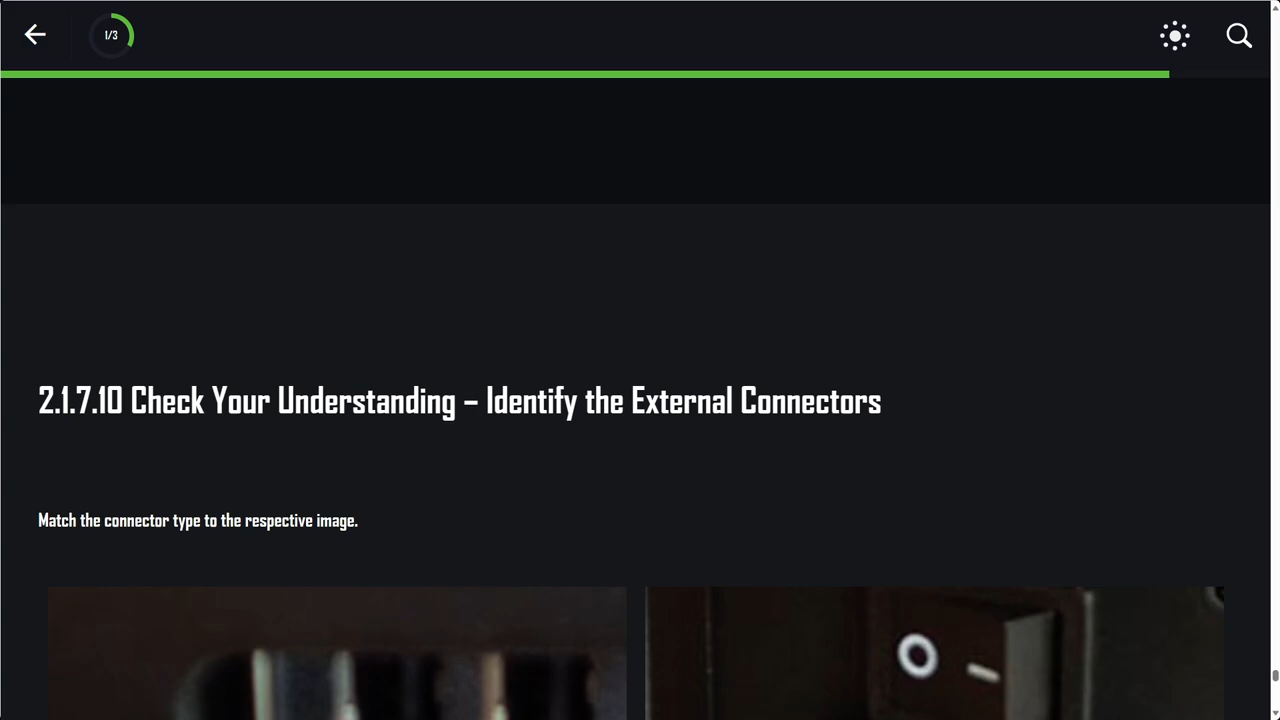 1/3
2.1.7.10 Check Your Understanding – Identify the External Connectors
Match the connector type to the respective image.